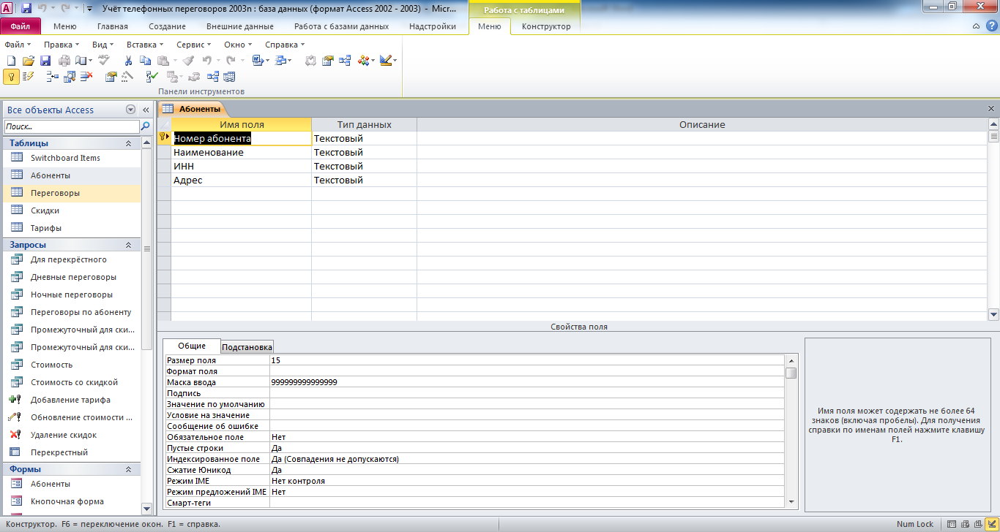 Учёт телефонных переговоров 2003п : база данных (формат Access 2002 - 2003) - Micr...
Работа с таблицами
Файл Меню Главная Создание Внешние данные Работа с базами данных Надстройки Меню Конструктор
Файл Правка Вид Вставка Сервис Окно Справка
Панели инструментов
Все объекты Access
Поиск...
Таблицы
Switchboard Items
Абоненты
Переговоры
Скидки
Тарифы
Запросы
Для перекрёстного
Дневные переговоры
Ночные переговоры
Переговоры по абоненту
Промежуточный для ски...
Промежуточный для ски...
Стоимость
Стоимость со скидкой
Добавление тарифа
Обновление стоимости ...
Удаление скидок
Перекрестный
Формы
Абоненты
Кнопочная форма
Абоненты
Имя поля Тип данных Описание
Номер абонента Текстовый
Наименование Текстовый
ИНН Текстовый
Адрес Текстовый
Свойства поля
Общие Подстановка
Размер поля 15
Формат поля
Маска ввода 999999999999999
Подпись
Значение по умолчанию
Условие на значение
Сообщение об ошибке
Обязательное поле Нет
Пустые строки Да
Индексированное поле Да (Совпадения не допускаются)
Сжатие Юникод Да
Режим IME Нет контроля
Режим предложений IME Нет
Смарт-теги
Имя поля может содержать не более 64
знаков (включая пробелы). Для получения
справки по именам полей нажмите клавишу
F1.
Конструктор. F6 = переключение окон. F1 = справка.
Num Lock